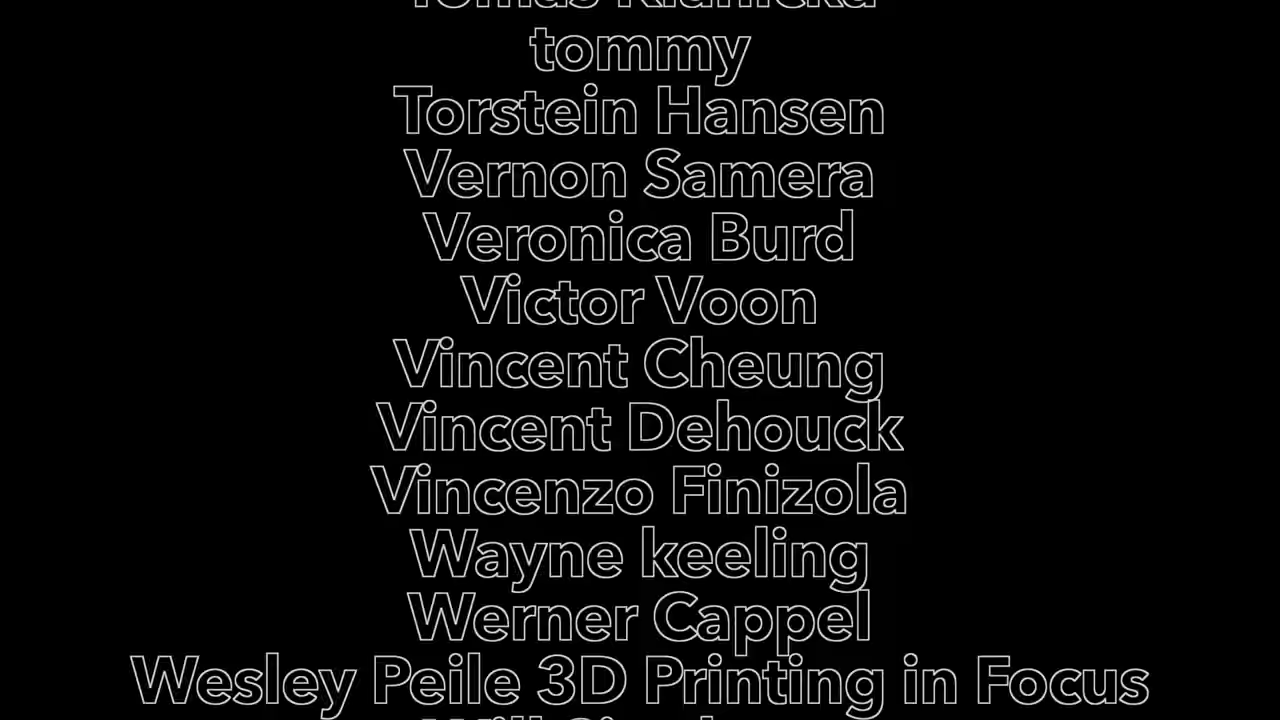 tommy
Torstein Hansen
Vernon Samera
Veronica Burd
Victor Voon
Vincent Cheung
Vincent Dehouck
Vincenzo Finizola
Wayne keeling
Werner Cappel
Wesley Peile 3D Printing in Focus